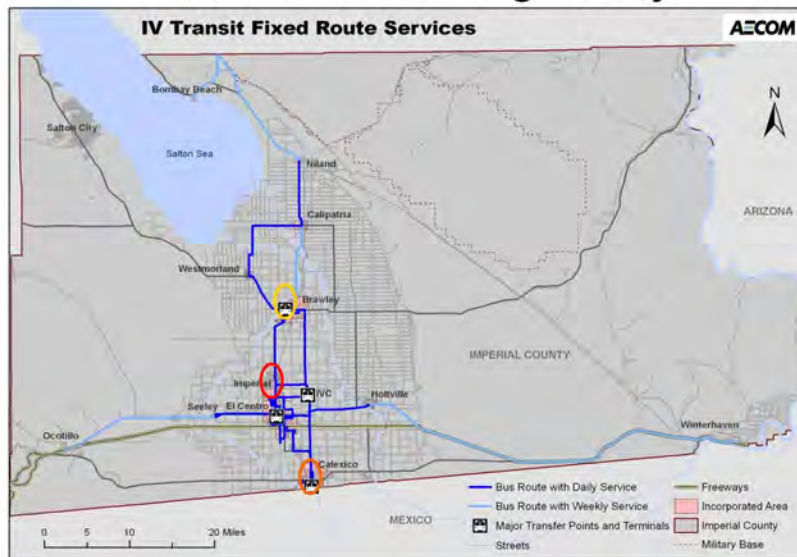 IV Transit Fixed Route Services
AECOM
Bombay Beach
Salton City
N
Salton Sea
Niland
ARIZONA
Calipatria
Westmorland
Brawley
IMPERIAL COUNTY
Imperial
IVC
Holtville
Seeley
El Centro
Winterhaven
Ocotillo
Calexico
Bus Route with Daily Service
Freeways
Bus Route with Weekly Service
Incorporated Area
Major Transfer Points and Terminals
Imperial County
MEXICO
Streets
Military Base
0 5 10 20 Miles